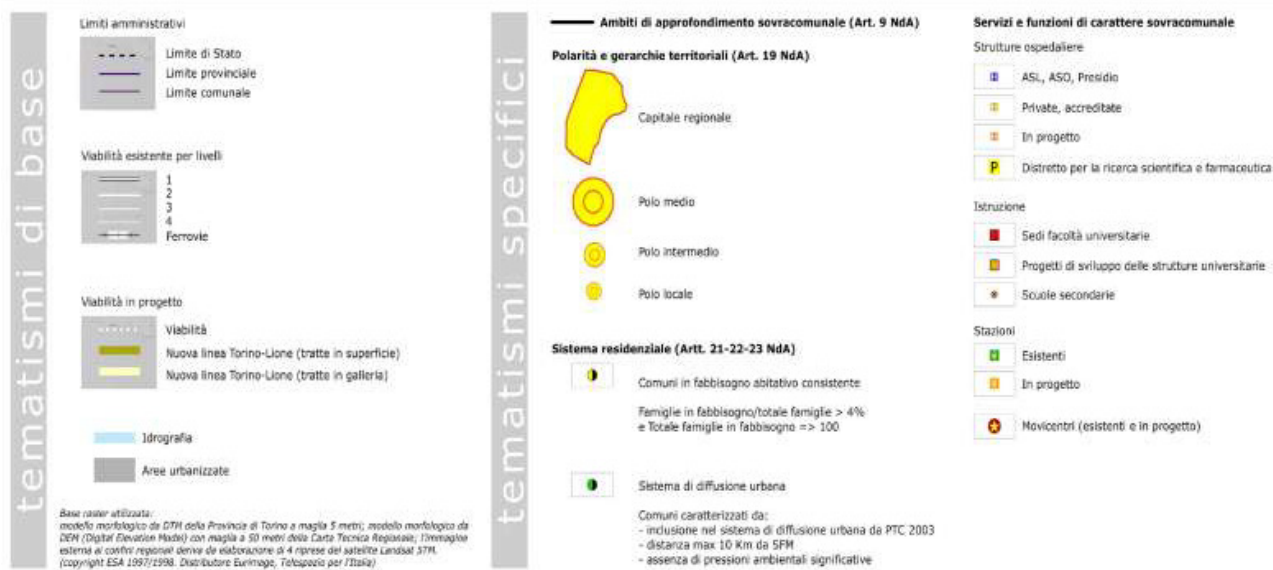 tematismi di base
Limiti amministrativi
Limite di Stato
Limite provinciale
Limite comunale
Viabilità esistente per livelli
1
2
3
4
Ferrovie
Viabilità in progetto
Viabilità
Nuova linea Torino-Lione (tratte in superficie)
Nuova linea Torino-Lione (tratte in galleria)
Idrografia
Aree urbanizzate
Base raster utilizzata:
modello morfologico da DTM della Provincia di Torino a maglia 5 metri; modello morfologico da
DEM (Digital Elevation Model) con maglia a 50 metri della Carta Tecnica Regionale; l'immagine
esterna ai confini regionali deriva da elaborazione di 4 riprese del satellite Landsat 5TM.
(copyright ESA 1997/1998. Distributore Eurimage, Telespazio per l'Italia)
tematismi specifici
Ambiti di approfondimento sovracomunale (Art. 9 NdA)
Polarità e gerarchie territoriali (Art. 19 NdA)
Capitale regionale
Polo medio
Polo intermedio
Polo locale
Sistema residenziale (Artt. 21-22-23 NdA)
Comuni in fabbisogno abitativo consistente
Famiglie in fabbisogno/totale famiglie > 4%
e Totale famiglie in fabbisogno => 100
Sistema di diffusione urbana
Comuni caratterizzati da:
- inclusione nel sistema di diffusione urbana da PTC 2003
- distanza max 10 Km da SFM
- assenza di pressioni ambientali significative
Servizi e funzioni di carattere sovracomunale
Strutture ospedaliere
ASL, ASO, Presidio
Private, accreditate
In progetto
P Distretto per la ricerca scientifica e farmaceutica
Istruzione
Sedi facoltà universitarie
Progetti di sviluppo delle strutture universitarie
Scuole secondarie
Stazioni
Esistenti
In progetto
Movicentri (esistenti e in progetto)